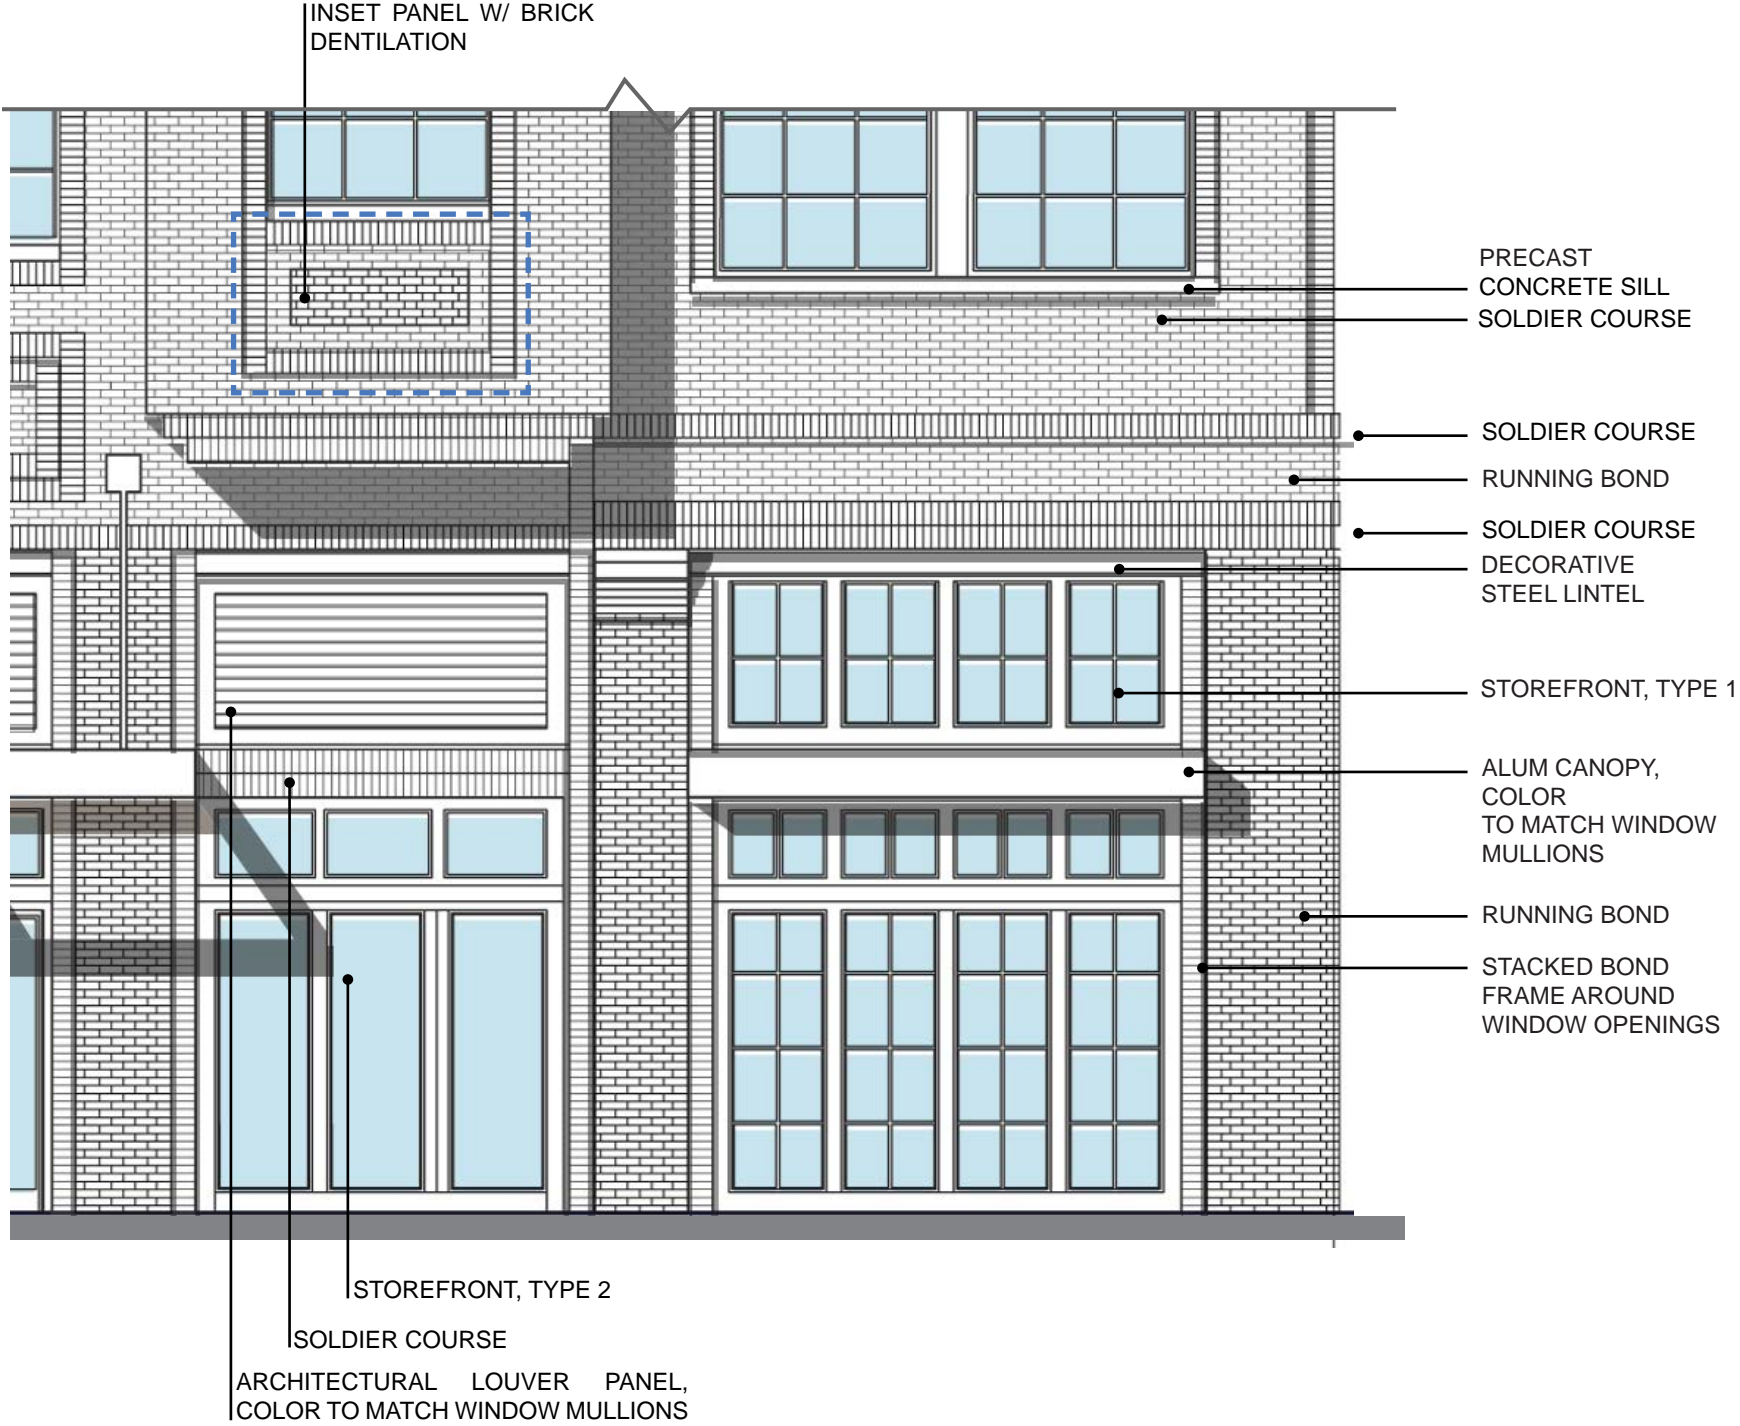 INSET PANEL W/ BRICK
DENTILATION
PRECAST
CONCRETE SILL
SOLDIER COURSE
SOLDIER COURSE
RUNNING BOND
SOLDIER COURSE
DECORATIVE
STEEL LINTEL
STOREFRONT, TYPE 1
ALUM CANOPY,
COLOR
TO MATCH WINDOW
MULLIONS
RUNNING BOND
STACKED BOND
FRAME AROUND
WINDOW OPENINGS
STOREFRONT, TYPE 2
SOLDIER COURSE
ARCHITECTURAL LOUVER PANEL,
COLOR TO MATCH WINDOW MULLIONS